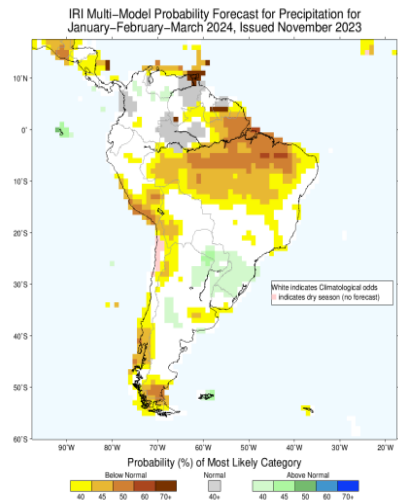 IRI Multi-Model Probability Forecast for Precipitation for
January-February-March 2024, Issued November 2023
10°N
0°
10°S
20°S
30°S
40°S
50°S
60°S
White indicates Climatological odds
indicates dry season (no forecast)
90°W 80°W 70°W 60°W 50°W 40°W 30°W 20°W
Probability (%) of Most Likely Category
Below Normal Normal Above Normal
40 45 50 60 70+ 40+ 40 45 50 60 70+